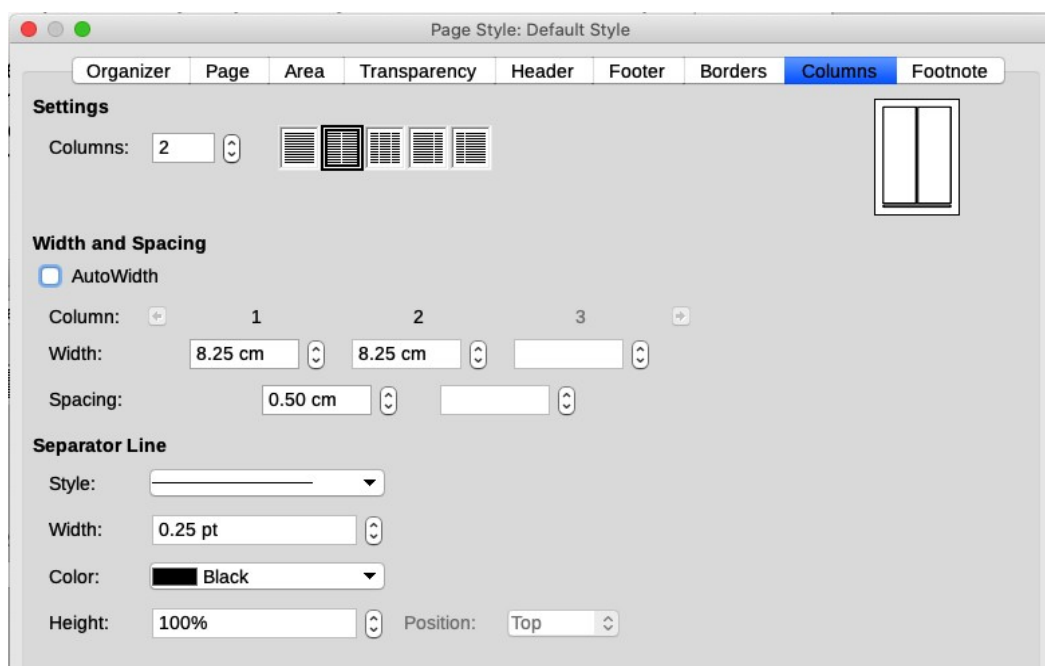 Page Style: Default Style
Organizer Page Area Transparency Header Footer Borders Columns Footnote
Settings
Columns: 2
Width and Spacing
AutoWidth
Column: 1 2 3
Width: 8.25 cm 8.25 cm
Spacing: 0.50 cm
Separator Line
Style:
Width: 0.25 pt
Color: Black
Height: 100% Position: Top